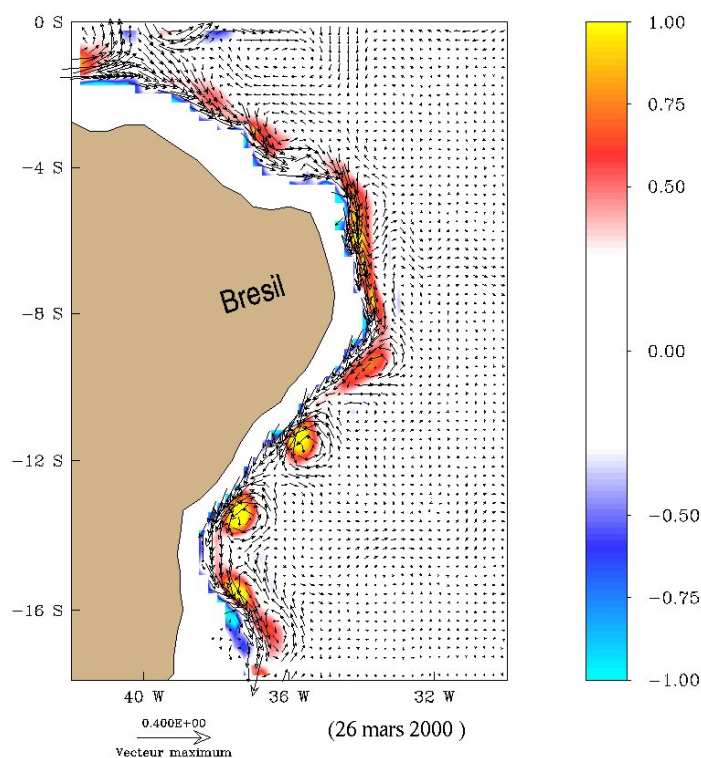 0 S
-4 S
-8 S
-12 S
-16 S
Bresil
40 W 36 W 32 W
0.400E+00
Vecteur maximum
(26 mars 2000 )
1.00
0.75
0.50
0.00
-0.50
-0.75
-1.00